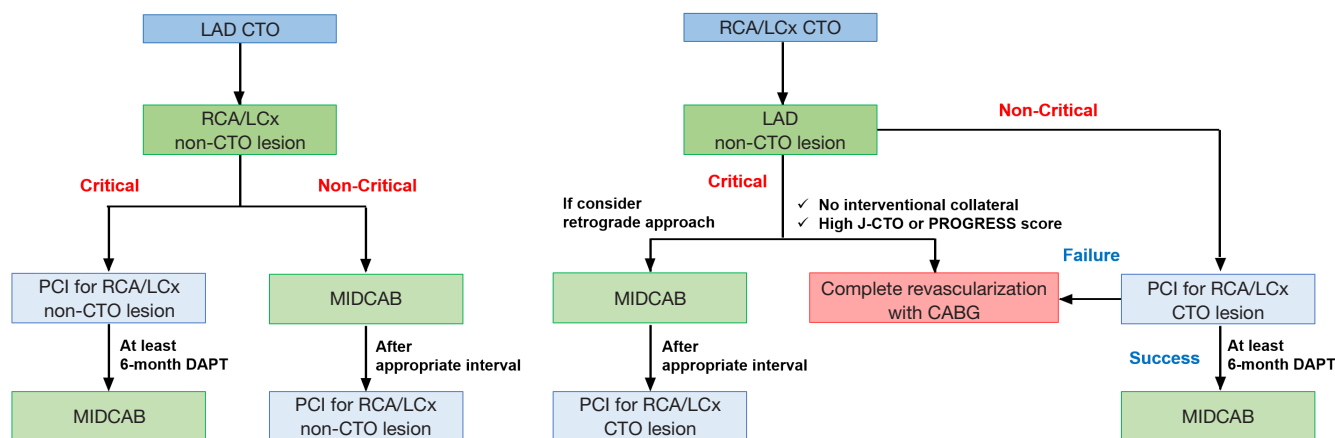 LAD CTO
RCA/LCx
non-CTO lesion
Critical
Non-Critical
PCI for RCA/LCx
non-CTO lesion
MIDCAB
At least
6-month DAPT
After
appropriate interval
MIDCAB
PCI for RCA/LCx
non-CTO lesion
RCA/LCx CTO
LAD
non-CTO lesion
Non-Critical
Critical
If consider
retrograde approach
✓ No interventional collateral
✓ High J-CTO or PROGRESS score
Failure
MIDCAB
Complete revascularization
with CABG
PCI for RCA/LCx
CTO lesion
After
appropriate interval
Success
At least
6-month DAPT
PCI for RCA/LCx
CTO lesion
MIDCAB